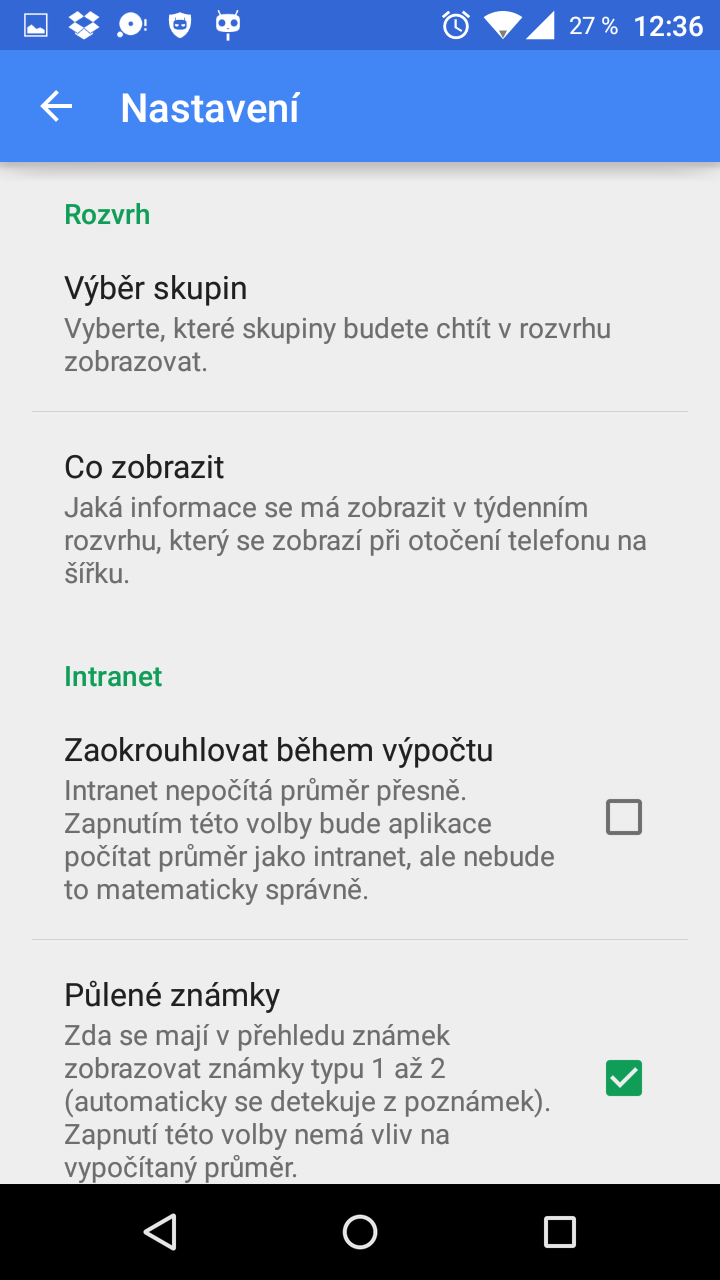 27 % 12:36
Nastavení
Rozvrh
Výběr skupin
Vyberte, které skupiny budete chtít v rozvrhu
zobrazovat.
Co zobrazit
Jaká informace se má zobrazit v týdenním
rozvrhu, který se zobrazí při otočení telefonu na
šířku.
Intranet
Zaokrouhlovat během výpočtu
Intranet nepočítá průměr přesně.
Zapnutím této volby bude aplikace
počítat průměr jako intranet, ale nebude
to matematicky správně.
Půlené známky
Zda se mají v přehledu známek
zobrazovat známky typu 1 až 2
(automaticky se detekuje z poznámek).
Zapnutí této volby nemá vliv na
vypočítaný průměr.